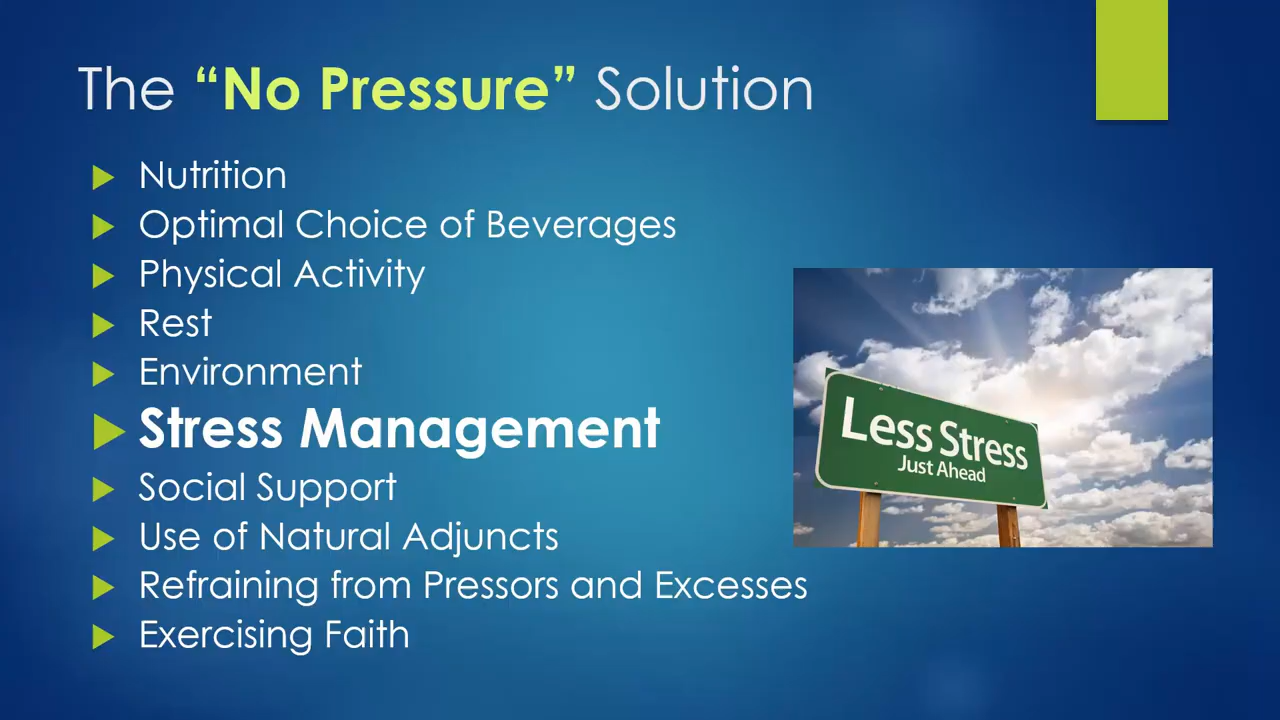 The “No Pressure” Solution
Nutrition
Optimal Choice of Beverages
Physical Activity
Rest
Environment
Stress Management
Social Support
Use of Natural Adjuncts
Refraining from Pressors and Excesses
Exercising Faith
Less Stress
Just Ahead